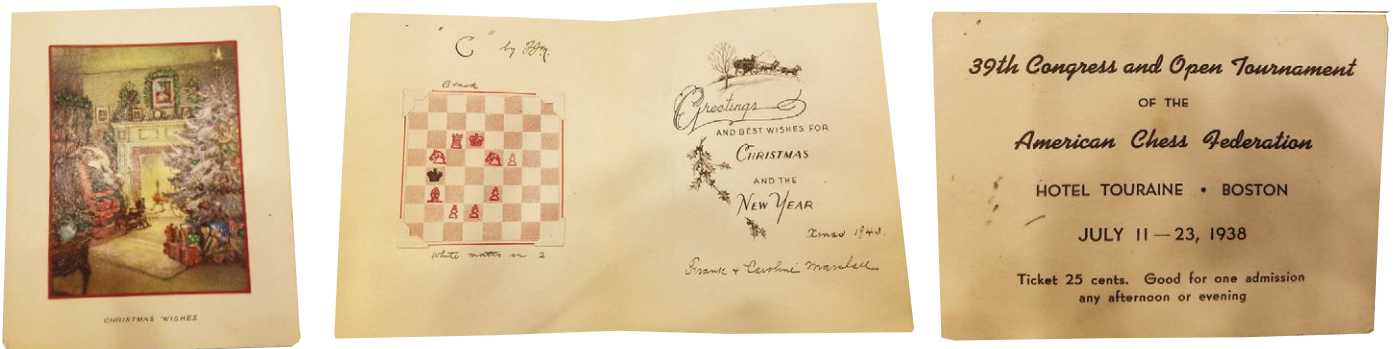 CHRISTMAS WISHES
"C" by FJM.
Black
White mates in 2
Greetings
AND BEST WISHES FOR
CHRISTMAS
AND THE
NEW YEAR
Xmas 1943.
Frank + Caroline Marshall
39th Congress and Open Tournament
OF THE
American Chess Federation
HOTEL TOURAINE • BOSTON
JULY 11—23, 1938
Ticket 25 cents. Good for one admission
any afternoon or evening